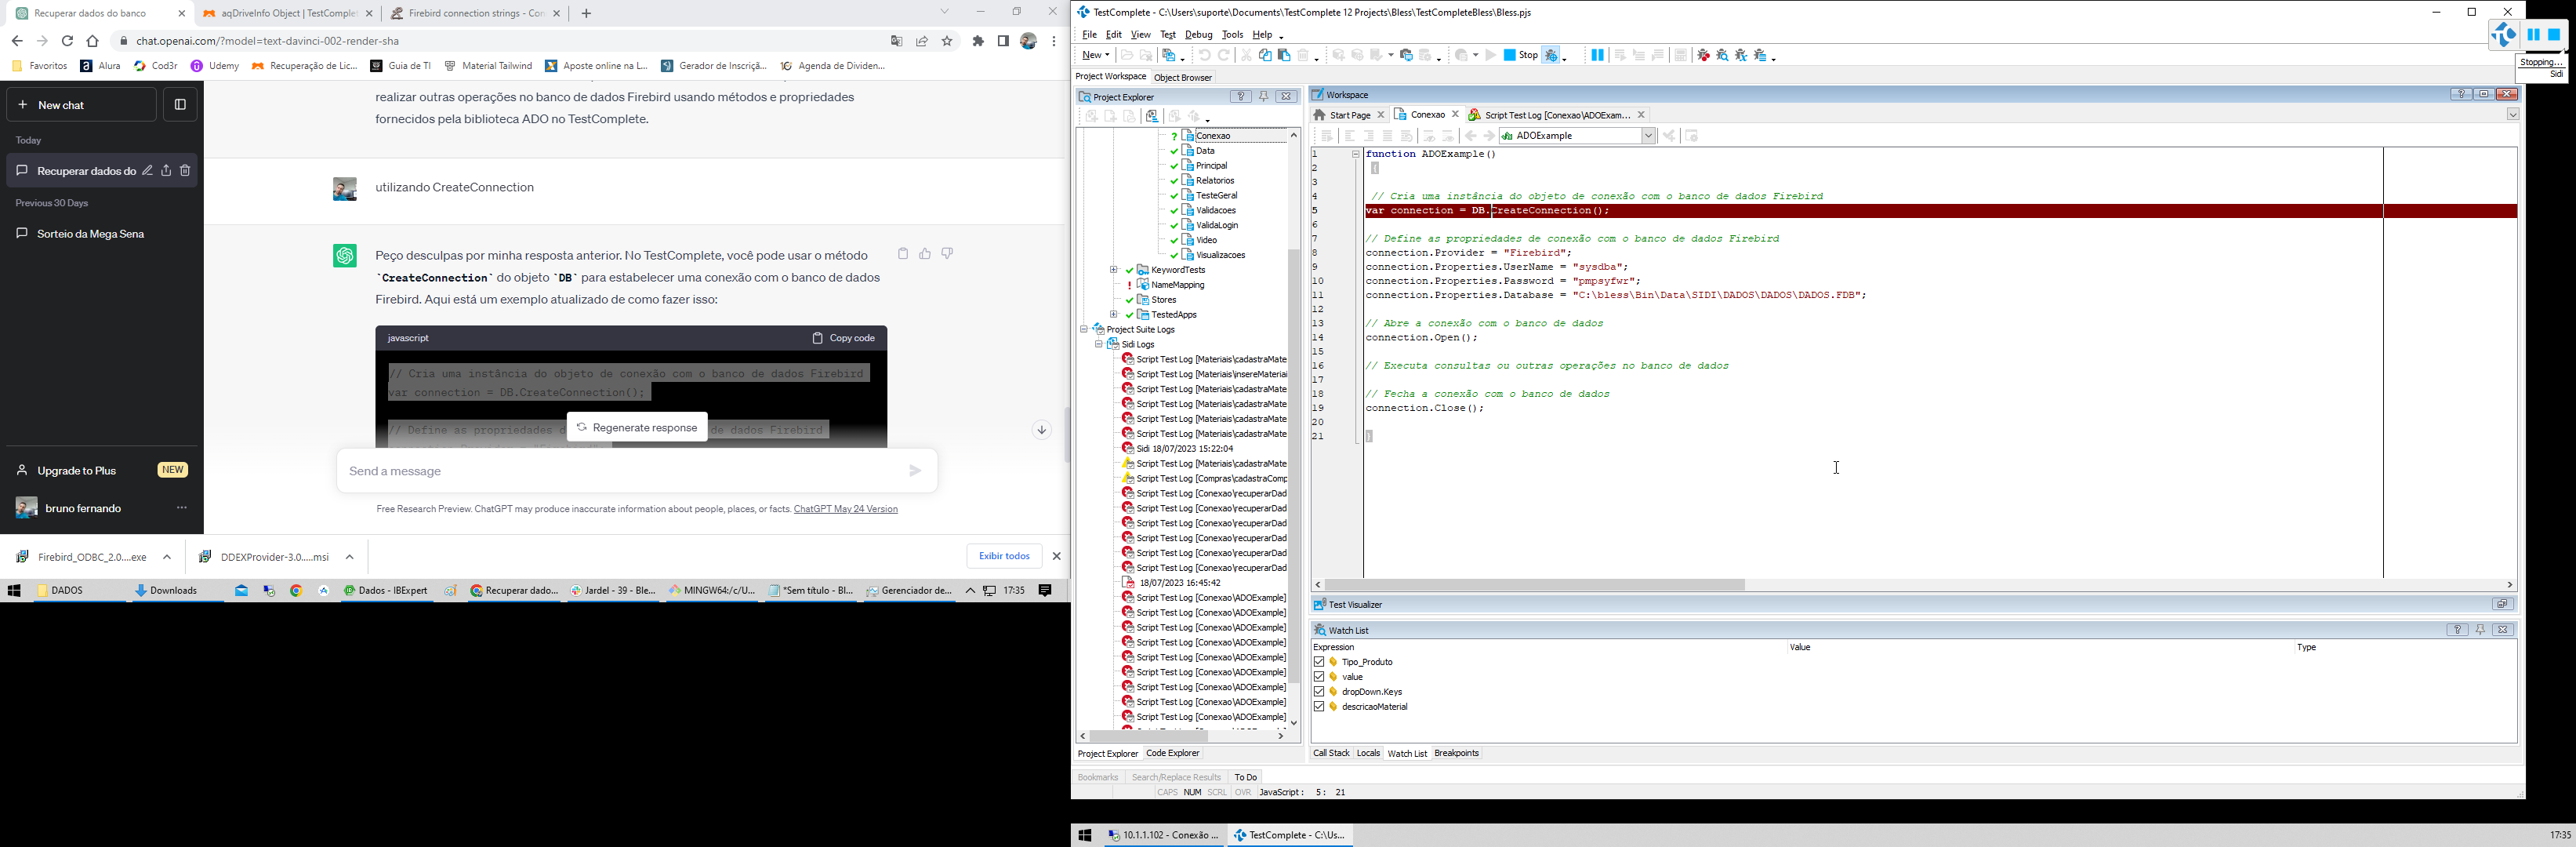 Recuperar dados do banco
aqDriveInfo Object | TestComplet
Firebird connection strings - Con
chat.openai.com/?model=text-davinci-002-render-sha
Favoritos
Alura
Cod3r
Udemy
Recuperação de Lic...
Guia de TI
Material Tailwind
Aposte online na L...
Gerador de Inscriçã...
Agenda de Dividen...
New chat
Today
Recuperar dados do
Previous 30 Days
Sorteio da Mega Sena
Upgrade to Plus
NEW
bruno fernando
realizar outras operações no banco de dados Firebird usando métodos e propriedades
fornecidos pela biblioteca ADO no TestComplete.
utilizando CreateConnection
Peço desculpas por minha resposta anterior. No TestComplete, você pode usar o método
`CreateConnection` do objeto `DB` para estabelecer uma conexão com o banco de dados
Firebird. Aqui está um exemplo atualizado de como fazer isso:
javascript
Copy code
// Cria uma instância do objeto de conexão com o banco de dados Firebird
var connection = DB.CreateConnection();
// Define as propriedades d
de dados Firebird
Regenerate response
Send a message
Free Research Preview. ChatGPT may produce inaccurate information about people, places, or facts. ChatGPT May 24 Version
Firebird_ODBC_2.0....exe
DDEXProvider-3.0.....msi
Exibir todos
DADOS
Downloads
Dados - IBExpert
Recuperar dado...
Jardel - 39 - Ble...
MINGW64:/c/U...
*Sem título - Bl...
Gerenciador de...
17:35
TestComplete - C:\Users\suporte\Documents\TestComplete 12 Projects\Bless\TestCompleteBless\Bless.pjs
File Edit View Test Debug Tools Help
New
Stop
Stopping...
Sidi
Project Workspace
Object Browser
Project Explorer
Conexao
Data
Principal
Relatorios
TesteGeral
Validacoes
ValidaLogin
Video
Visualizacoes
KeywordTests
NameMapping
Stores
TestedApps
Project Suite Logs
Sidi Logs
Script Test Log [Materiais\cadastraMate
Script Test Log [Materiais\insereMateriai
Script Test Log [Materiais\cadastraMate
Script Test Log [Materiais\cadastraMate
Script Test Log [Materiais\cadastraMate
Script Test Log [Materiais\cadastraMate
Sidi 18/07/2023 15:22:04
Script Test Log [Materiais\cadastraMate
Script Test Log [Compras\cadastraComp
Script Test Log [Conexao\recuperarDad
Script Test Log [Conexao\recuperarDad
Script Test Log [Conexao\recuperarDad
Script Test Log [Conexao\recuperarDad
Script Test Log [Conexao\recuperarDad
Script Test Log [Conexao\recuperarDad
18/07/2023 16:45:42
Script Test Log [Conexao\ADOExample]
Script Test Log [Conexao\ADOExample]
Script Test Log [Conexao\ADOExample]
Script Test Log [Conexao\ADOExample]
Script Test Log [Conexao\ADOExample]
Script Test Log [Conexao\ADOExample]
Script Test Log [Conexao\ADOExample]
Script Test Log [Conexao\ADOExample]
Script Test Log [Conexao\ADOExample]
Project Explorer
Code Explorer
Workspace
Start Page
Conexao
Script Test Log [Conexao\ADOExam...
ADOExample
1 function ADOExample()
2 {
3
4 // Cria uma instância do objeto de conexão com o banco de dados Firebird
5 var connection = DB.CreateConnection();
6
7 // Define as propriedades de conexão com o banco de dados Firebird
8 connection.Provider = "Firebird";
9 connection.Properties.UserName = "sysdba";
10 connection.Properties.Password = "pmpsyfwr";
11 connection.Properties.Database = "C:\bless\Bin\Data\SIDI\DADOS\DADOS\DADOS.FDB";
12
13 // Abre a conexão com o banco de dados
14 connection.Open();
15
16 // Executa consultas ou outras operações no banco de dados
17
18 // Fecha a conexão com o banco de dados
19 connection.Close();
20
21 }
Test Visualizer
Watch List
Expression
Value
Type
Tipo_Produto
value
dropDown.Keys
descricaoMaterial
Call Stack
Locals
Watch List
Breakpoints
Bookmarks
Search/Replace Results
To Do
CAPS NUM SCRL OVR JavaScript : 5 : 21
10.1.1.102 - Conexão ...
TestComplete - C:\Us...
17:35